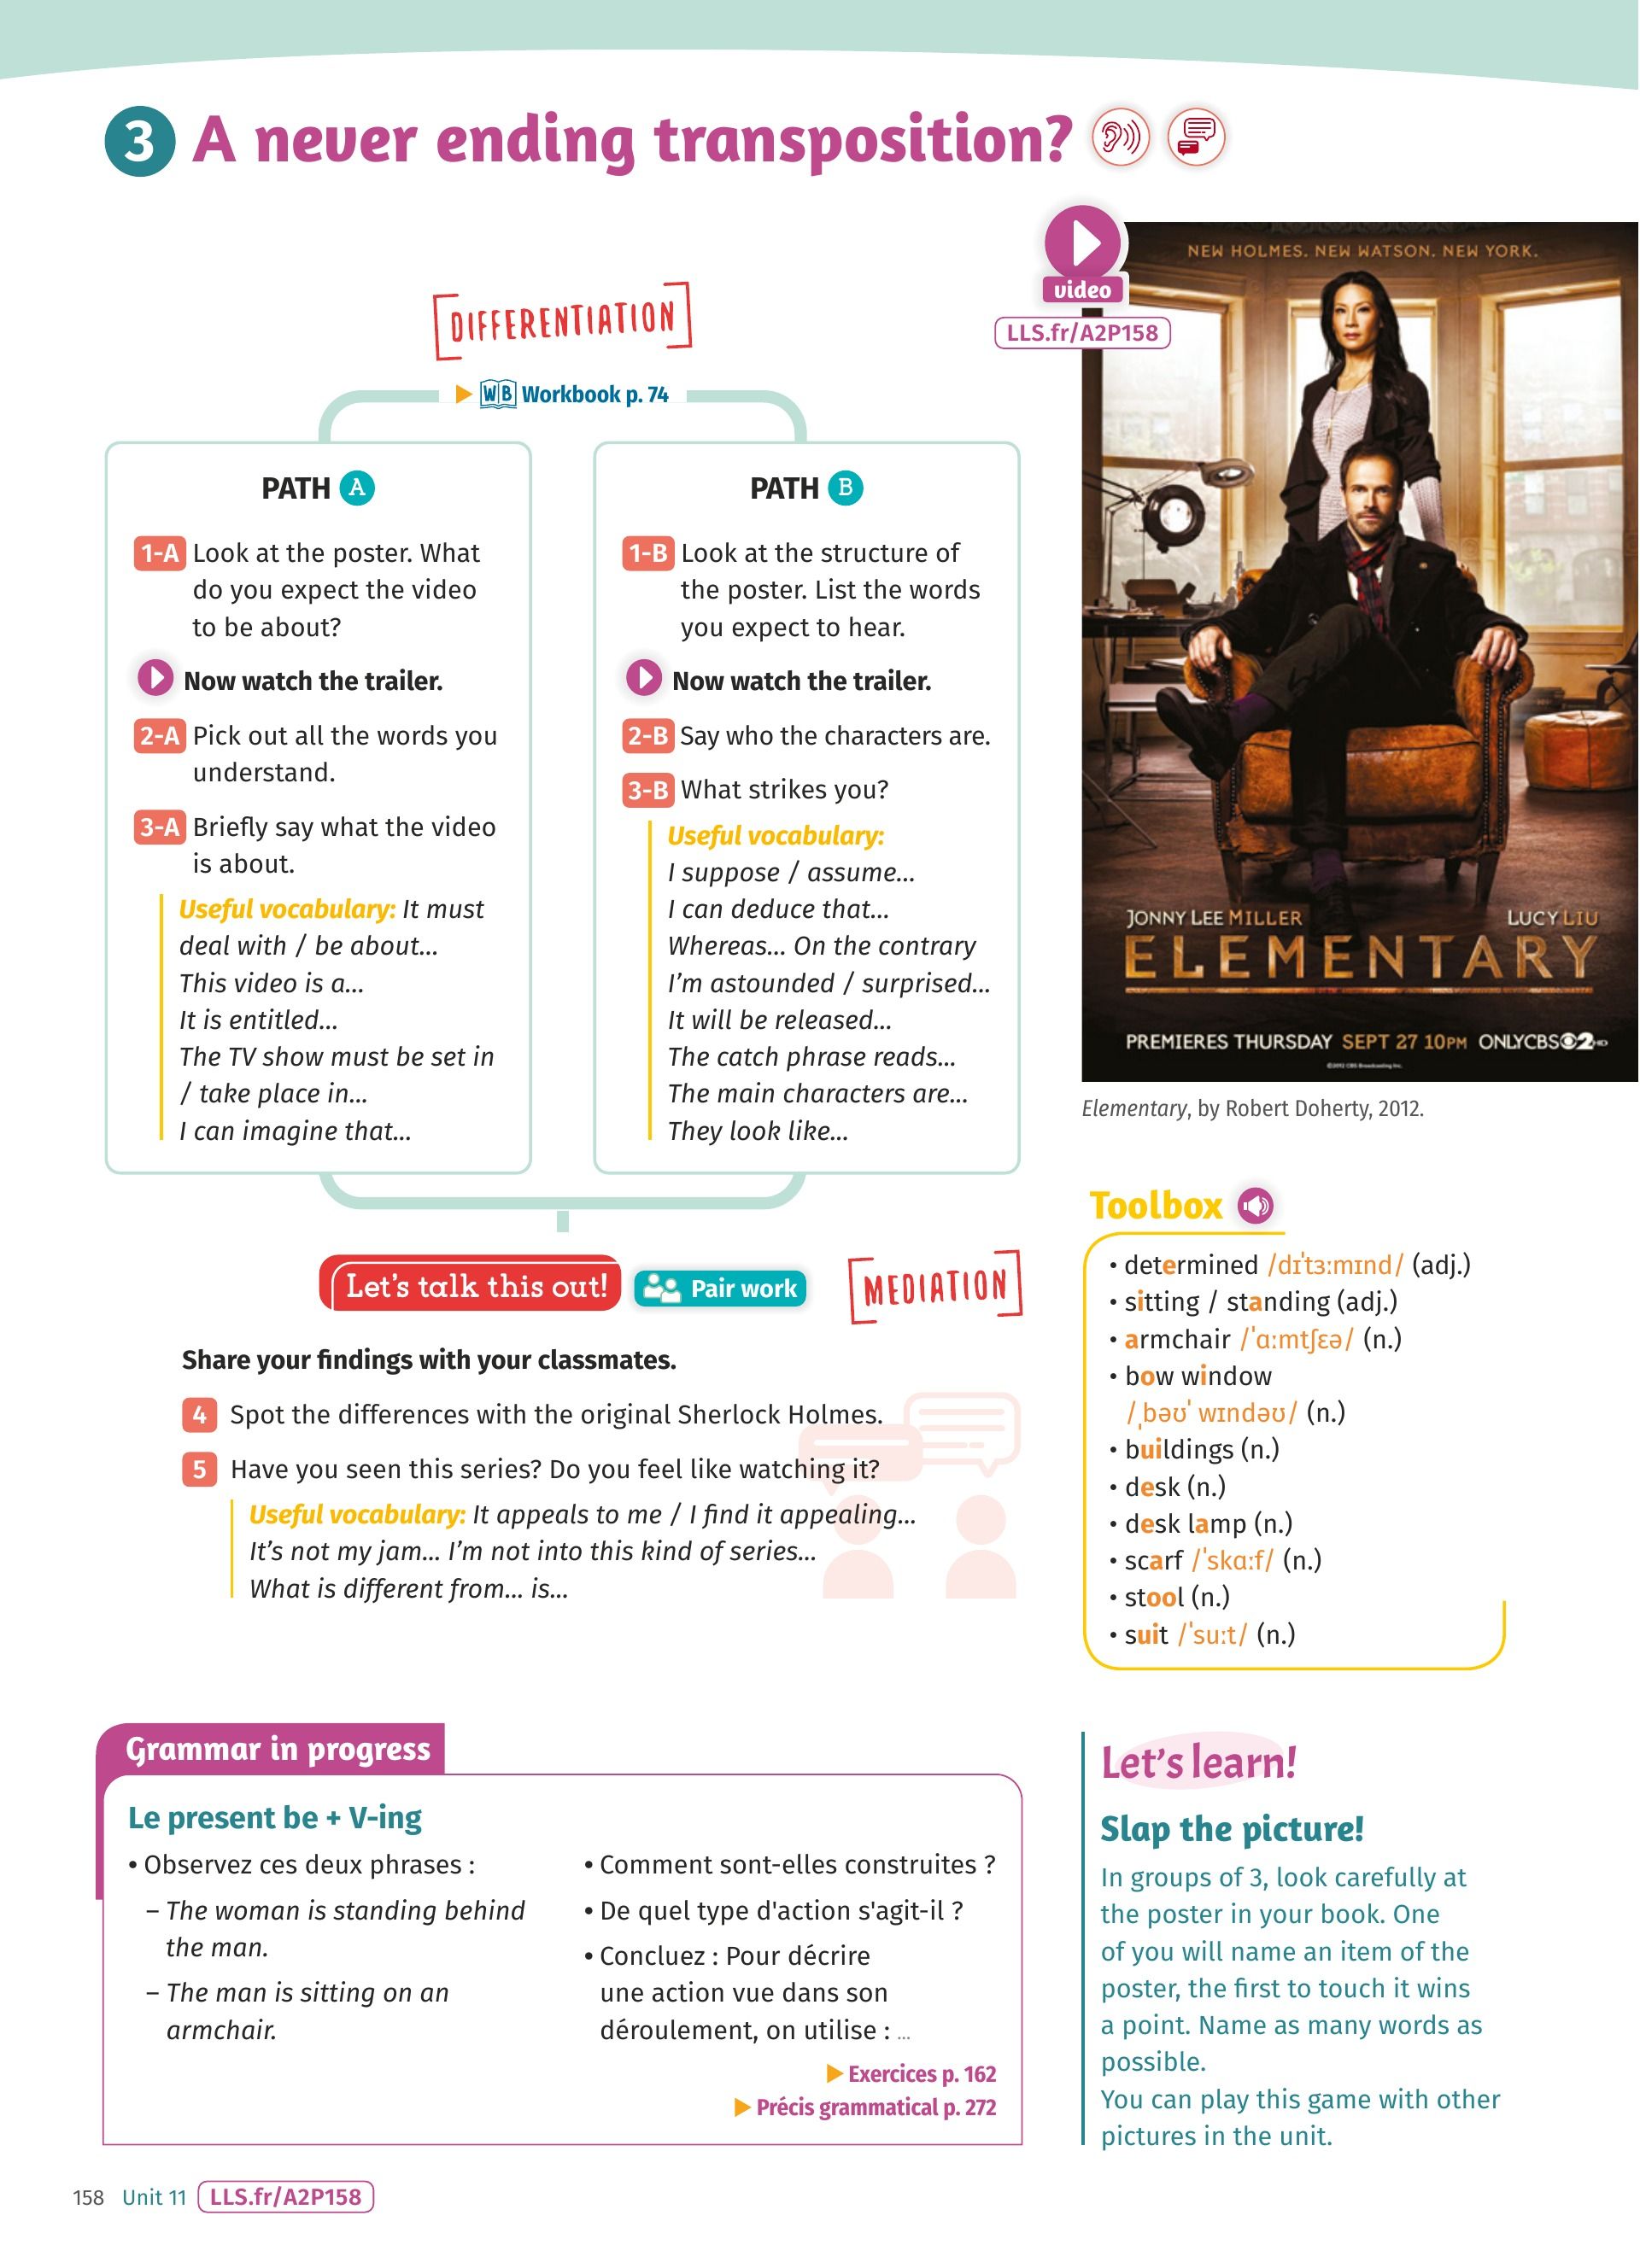 3 A never ending transposition?
DIFFERENTIATION
WB Workbook p. 74
PATH A
1-A Look at the poster. What
do you expect the video
to be about?
Now watch the trailer.
2-A Pick out all the words you
understand.
3-A Briefly say what the video
is about.
Useful vocabulary: It must
deal with / be about...
This video is a...
It is entitled...
The TV show must be set in
/ take place in...
I can imagine that...
PATH B
1-B Look at the structure of
the poster. List the words
you expect to hear.
Now watch the trailer.
2-B Say who the characters are.
3-B What strikes you?
Useful vocabulary:
I suppose / assume...
I can deduce that...
Whereas... On the contrary
I'm astounded / surprised...
It will be released...
The catch phrase reads...
The main characters are...
They look like...
video
LLS.fr/A2P158
NEW HOLMES. NEW WATSON. NEW YORK.
JONNY LEE MILLER LUCY LIU
ELEMENTARY
PREMIERES THURSDAY SEPT 27 10PM ONLYCBS 2 HD
©2012 CBS Broadcasting Inc.
Elementary, by Robert Doherty, 2012.
Let's talk this out! Pair work MEDIATION
Share your findings with your classmates.
4 Spot the differences with the original Sherlock Holmes.
5 Have you seen this series? Do you feel like watching it?
Useful vocabulary: It appeals to me / I find it appealing...
It's not my jam... I'm not into this kind of series...
What is different from... is...
Toolbox
• determined /dɪˈtɜːmɪnd/ (adj.)
• sitting / standing (adj.)
• armchair /ˈɑːmtʃɛə/ (n.)
• bow window
/ˌbəʊˈ wɪndəʊ/ (n.)
• buildings (n.)
• desk (n.)
• desk lamp (n.)
• scarf /ˈskɑːf/ (n.)
• stool (n.)
• suit /ˈsuːt/ (n.)
Grammar in progress
Le present be + V-ing
• Observez ces deux phrases :
– The woman is standing behind
the man.
– The man is sitting on an
armchair.
• Comment sont-elles construites ?
• De quel type d'action s'agit-il ?
• Concluez : Pour décrire
une action vue dans son
déroulement, on utilise : ...
Exercices p. 162
Précis grammatical p. 272
Let's learn!
Slap the picture!
In groups of 3, look carefully at
the poster in your book. One
of you will name an item of the
poster, the first to touch it wins
a point. Name as many words as
possible.
You can play this game with other
pictures in the unit.
158 Unit 11 LLS.fr/A2P158